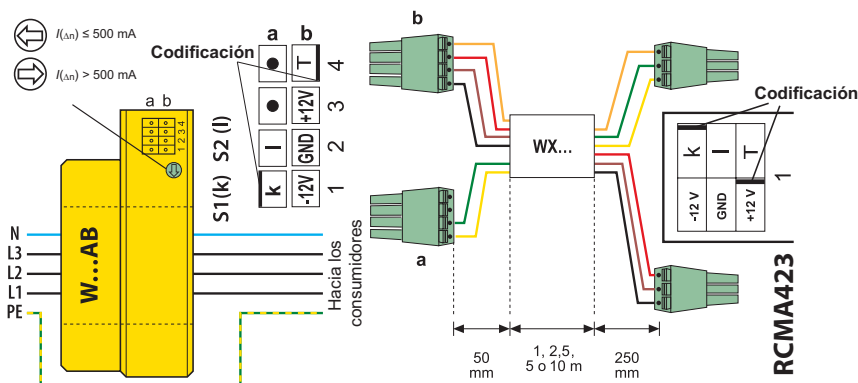 I(Δn) ≤ 500 mA
I(Δn) > 500 mA
a b
1 2 3 4
W...AB
N
L3
L2
L1
PE
Codificación
a b
T 4
+12V 3
S2 (l) l GND 2
S1(k) k -12V 1
Hacia los
consumidores
b
a
WX...
50
mm
1, 2,5,
5 o 10 m
250
mm
Codificación
k l T
-12 V GND +12 V
1
RCMA423